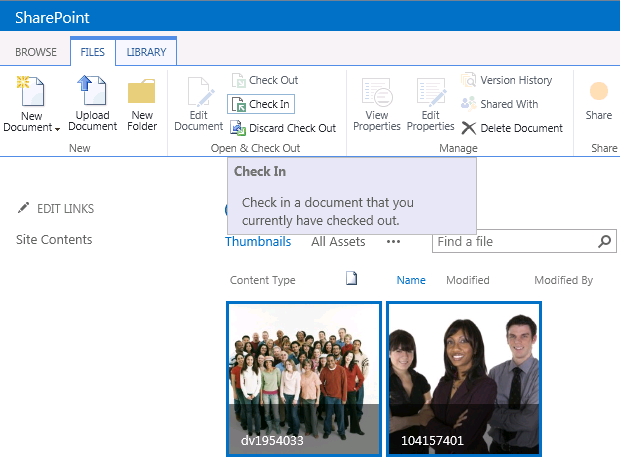 SharePoint
BROWSE FILES LIBRARY
New Document
Upload Document
New Folder
New
Edit Document
Check Out
Check In
Discard Check Out
Open & Check Out
View Properties
Edit Properties
Version History
Shared With
Delete Document
Manage
Share
Share
Check In
Check in a document that you
currently have checked out.
EDIT LINKS
Site Contents
Thumbnails All Assets ••• Find a file
Content Type Name Modified Modified By
dv1954033
104157401